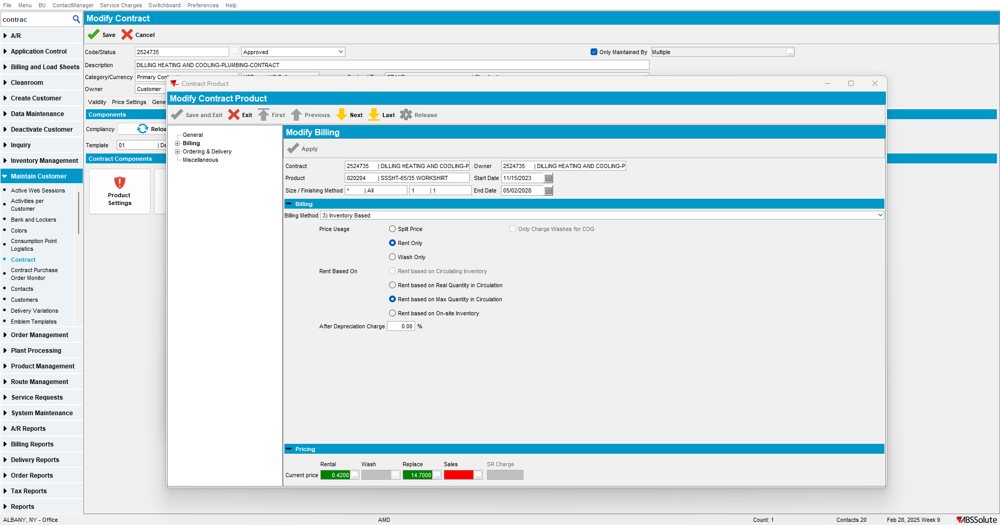 File Menu BU ContactManager Service Charges Switchboard Preferences Help
contrac
A/R
Application Control
Billing and Load Sheets
Cleanroom
Create Customer
Data Maintenance
Deactivate Customer
Inquiry
Inventory Management
Maintain Customer
Active Web Sessions
Activities per
Customer
Bank and Lockers
Colors
Consumption Point
Logistics
Contract
Contract Purchase
Order Monitor
Contacts
Customers
Delivery Variations
Emblem Templates
Order Management
Plant Processing
Product Management
Route Management
Service Requests
System Maintenance
A/R Reports
Billing Reports
Delivery Reports
Order Reports
Tax Reports
Reports
Modify Contract
Save Cancel
Code/Status 2524735 ... Approved Only Maintained By Multiple ...
Description DILLING HEATING AND COOLING-PLUMBING-CONTRACT
Category/Currency Primary
Owner Customer
Validity Price Settings Gene
Components
Compliancy Reloa
Template 01 | De
Contract Components
Product
Settings
Contract Product
Modify Contract Product
Save and Exit Exit First Previous Next Last Release
General
Billing
Ordering & Delivery
Miscellaneous
Modify Billing
Apply
Contract 2524735 | DILLING HEATING AND COOLING-P Owner 2524735 | DILLING HEATING AND COOLING-P
Product 020204 | SSSHT-65/35 WORKSHIRT Start Date 11/15/2023 16
Size / Finishing Method * | All 1 | 1 End Date 05/02/2028 16
Billing
Billing Method 3) Inventory Based
Price Usage Split Price Only Charge Washes for COG
Rent Only
Wash Only
Rent Based On Rent based on Circulating Inventory
Rent based on Real Quantity in Circulation
Rent based on Max Quantity in Circulation
Rent based on On-site Inventory
After Depreciation Charge 0.00 %
Pricing
Rental Wash Replace Sales SR Charge
Current price 0.4200 ... ... 14.7000 ... ...
ALBANY, NY - Office AMD Count: 1 Contacts 20 Feb 28, 2025 Week 9 ABSSolute